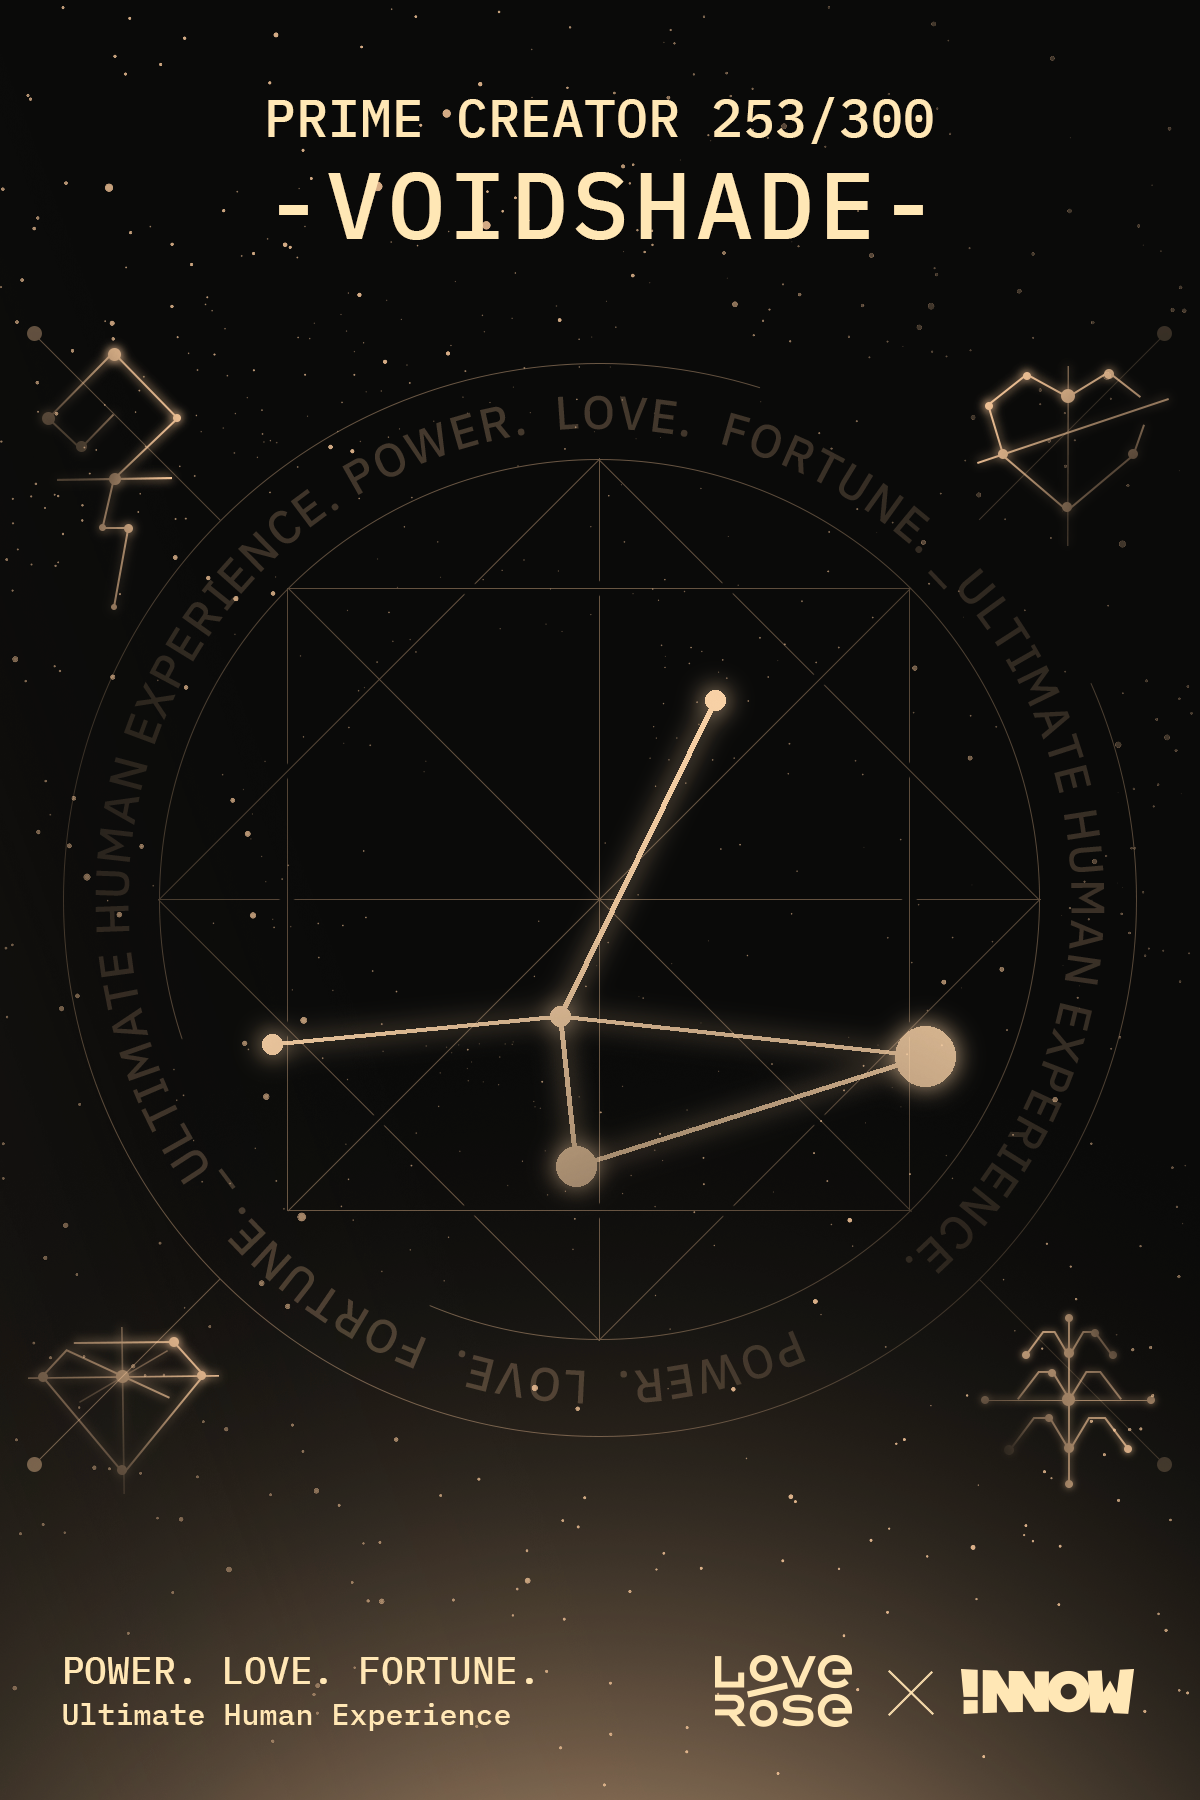 PRIME CREATOR 253/300
-VOIDSHADE-
POWER. LOVE. FORTUNE. – ULTIMATE HUMAN EXPERIENCE.
POWER. LOVE. FORTUNE. – ULTIMATE HUMAN EXPERIENCE.
POWER. LOVE. FORTUNE.
Ultimate Human Experience
LOVE
ROSE
!NNOW